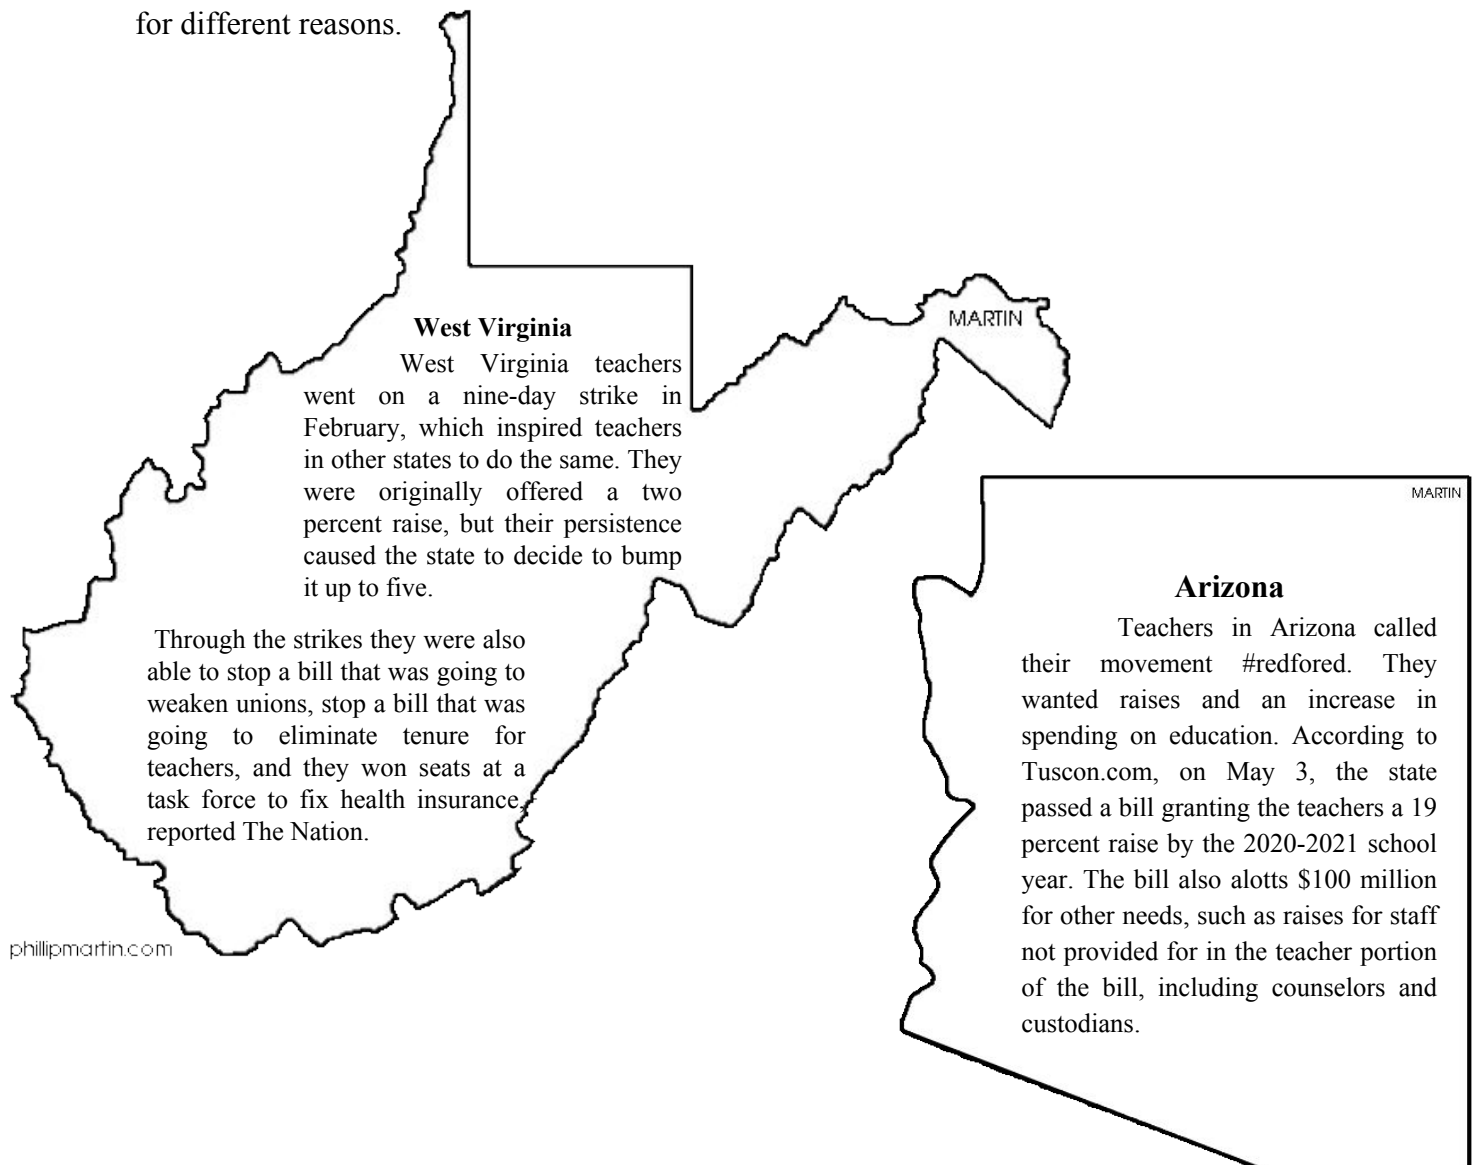 for different reasons.
MARTIN
West Virginia
West Virginia teachers
went on a nine-day strike in
February, which inspired teachers
in other states to do the same. They
were originally offered a two
percent raise, but their persistence
caused the state to decide to bump
it up to five.
Through the strikes they were also
able to stop a bill that was going to
weaken unions, stop a bill that was
going to eliminate tenure for
teachers, and they won seats at a
task force to fix health insurance,
reported The Nation.
phillipmartin.com
MARTIN
Arizona
Teachers in Arizona called
their movement #redfored. They
wanted raises and an increase in
spending on education. According to
Tuscon.com, on May 3, the state
passed a bill granting the teachers a 19
percent raise by the 2020-2021 school
year. The bill also alotts $100 million
for other needs, such as raises for staff
not provided for in the teacher portion
of the bill, including counselors and
custodians.